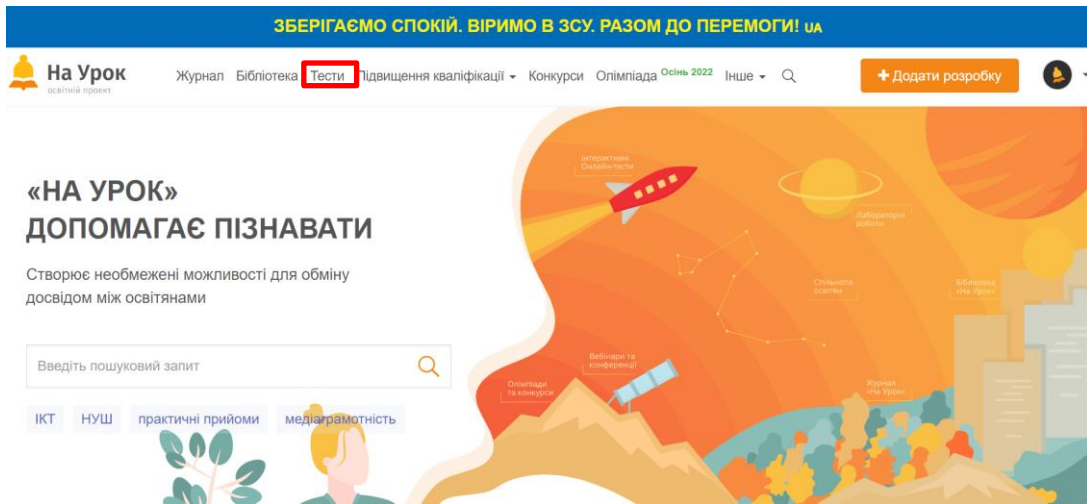 ЗБЕРІГАЄМО СПОКІЙ. ВІРИМО В ЗСУ. РАЗОМ ДО ПЕРЕМОГИ! UA
На Урок
освітній проект
Журнал Бібліотека Тести Підвищення кваліфікації Конкурси Олімпіада Осінь 2022 Інше
+ Додати розробку
«НА УРОК»
ДОПОМАГАЄ ПІЗНАВАТИ
Створює необмежені можливості для обміну
досвідом між освітянами
Введіть пошуковий запит
ІКТ НУШ практичні прийоми медіаграмотність
Інтерактивні
Онлайн-тести
Лабораторні
роботи
Спільнота
освітян
Бібліотека
«На Урок»
Вебінари та
конференції
Олімпіади
та конкурси
Журнал
«На Урок»